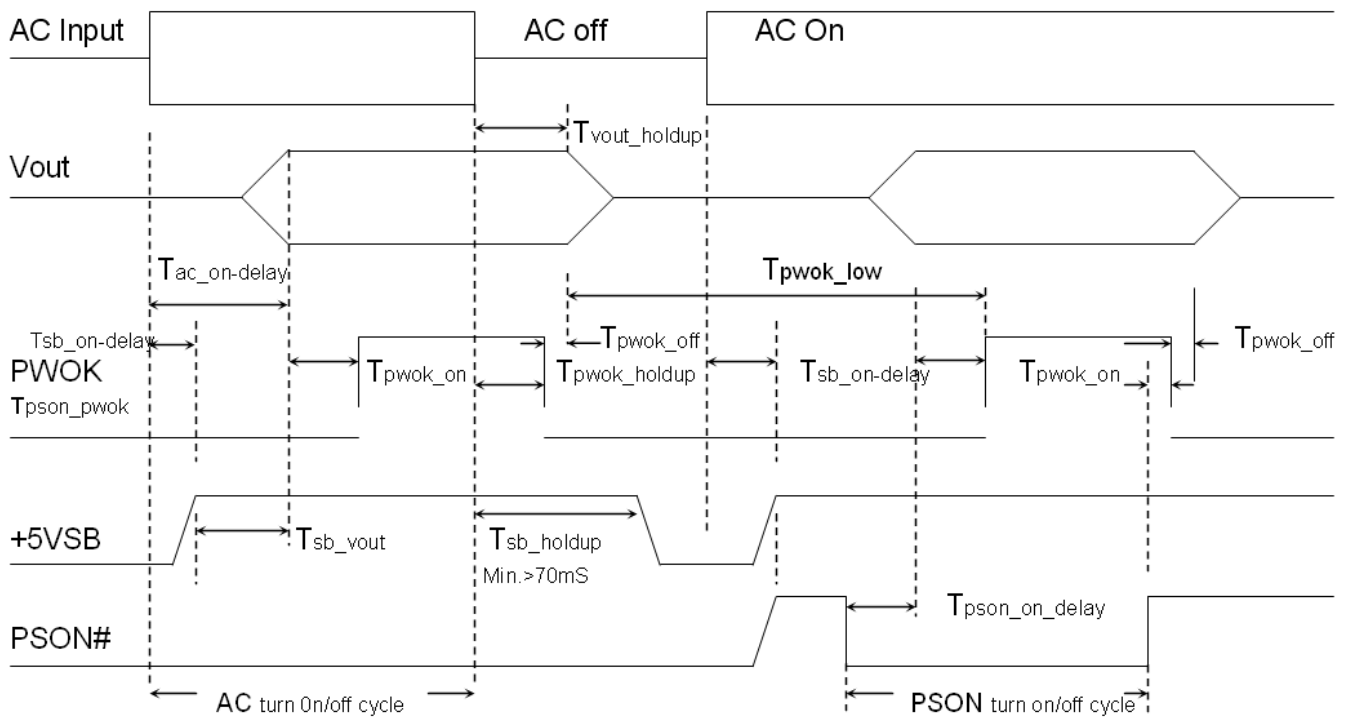 AC Input
AC off
AC On
Tvout_holdup
Vout
Tac_on-delay
Tpwok_low
Tsb_on-delay
Tpwok_off
Tpwok_off
PWOK
Tpwok_on
Tpwok_holdup
Tsb_on-delay
Tpwok_on
Tpson_pwok
+5VSB
Tsb_vout
Tsb_holdup
Min.>70mS
Tpson_on_delay
PSON#
AC turn 0n/off cycle
PSON turn on/off cycle